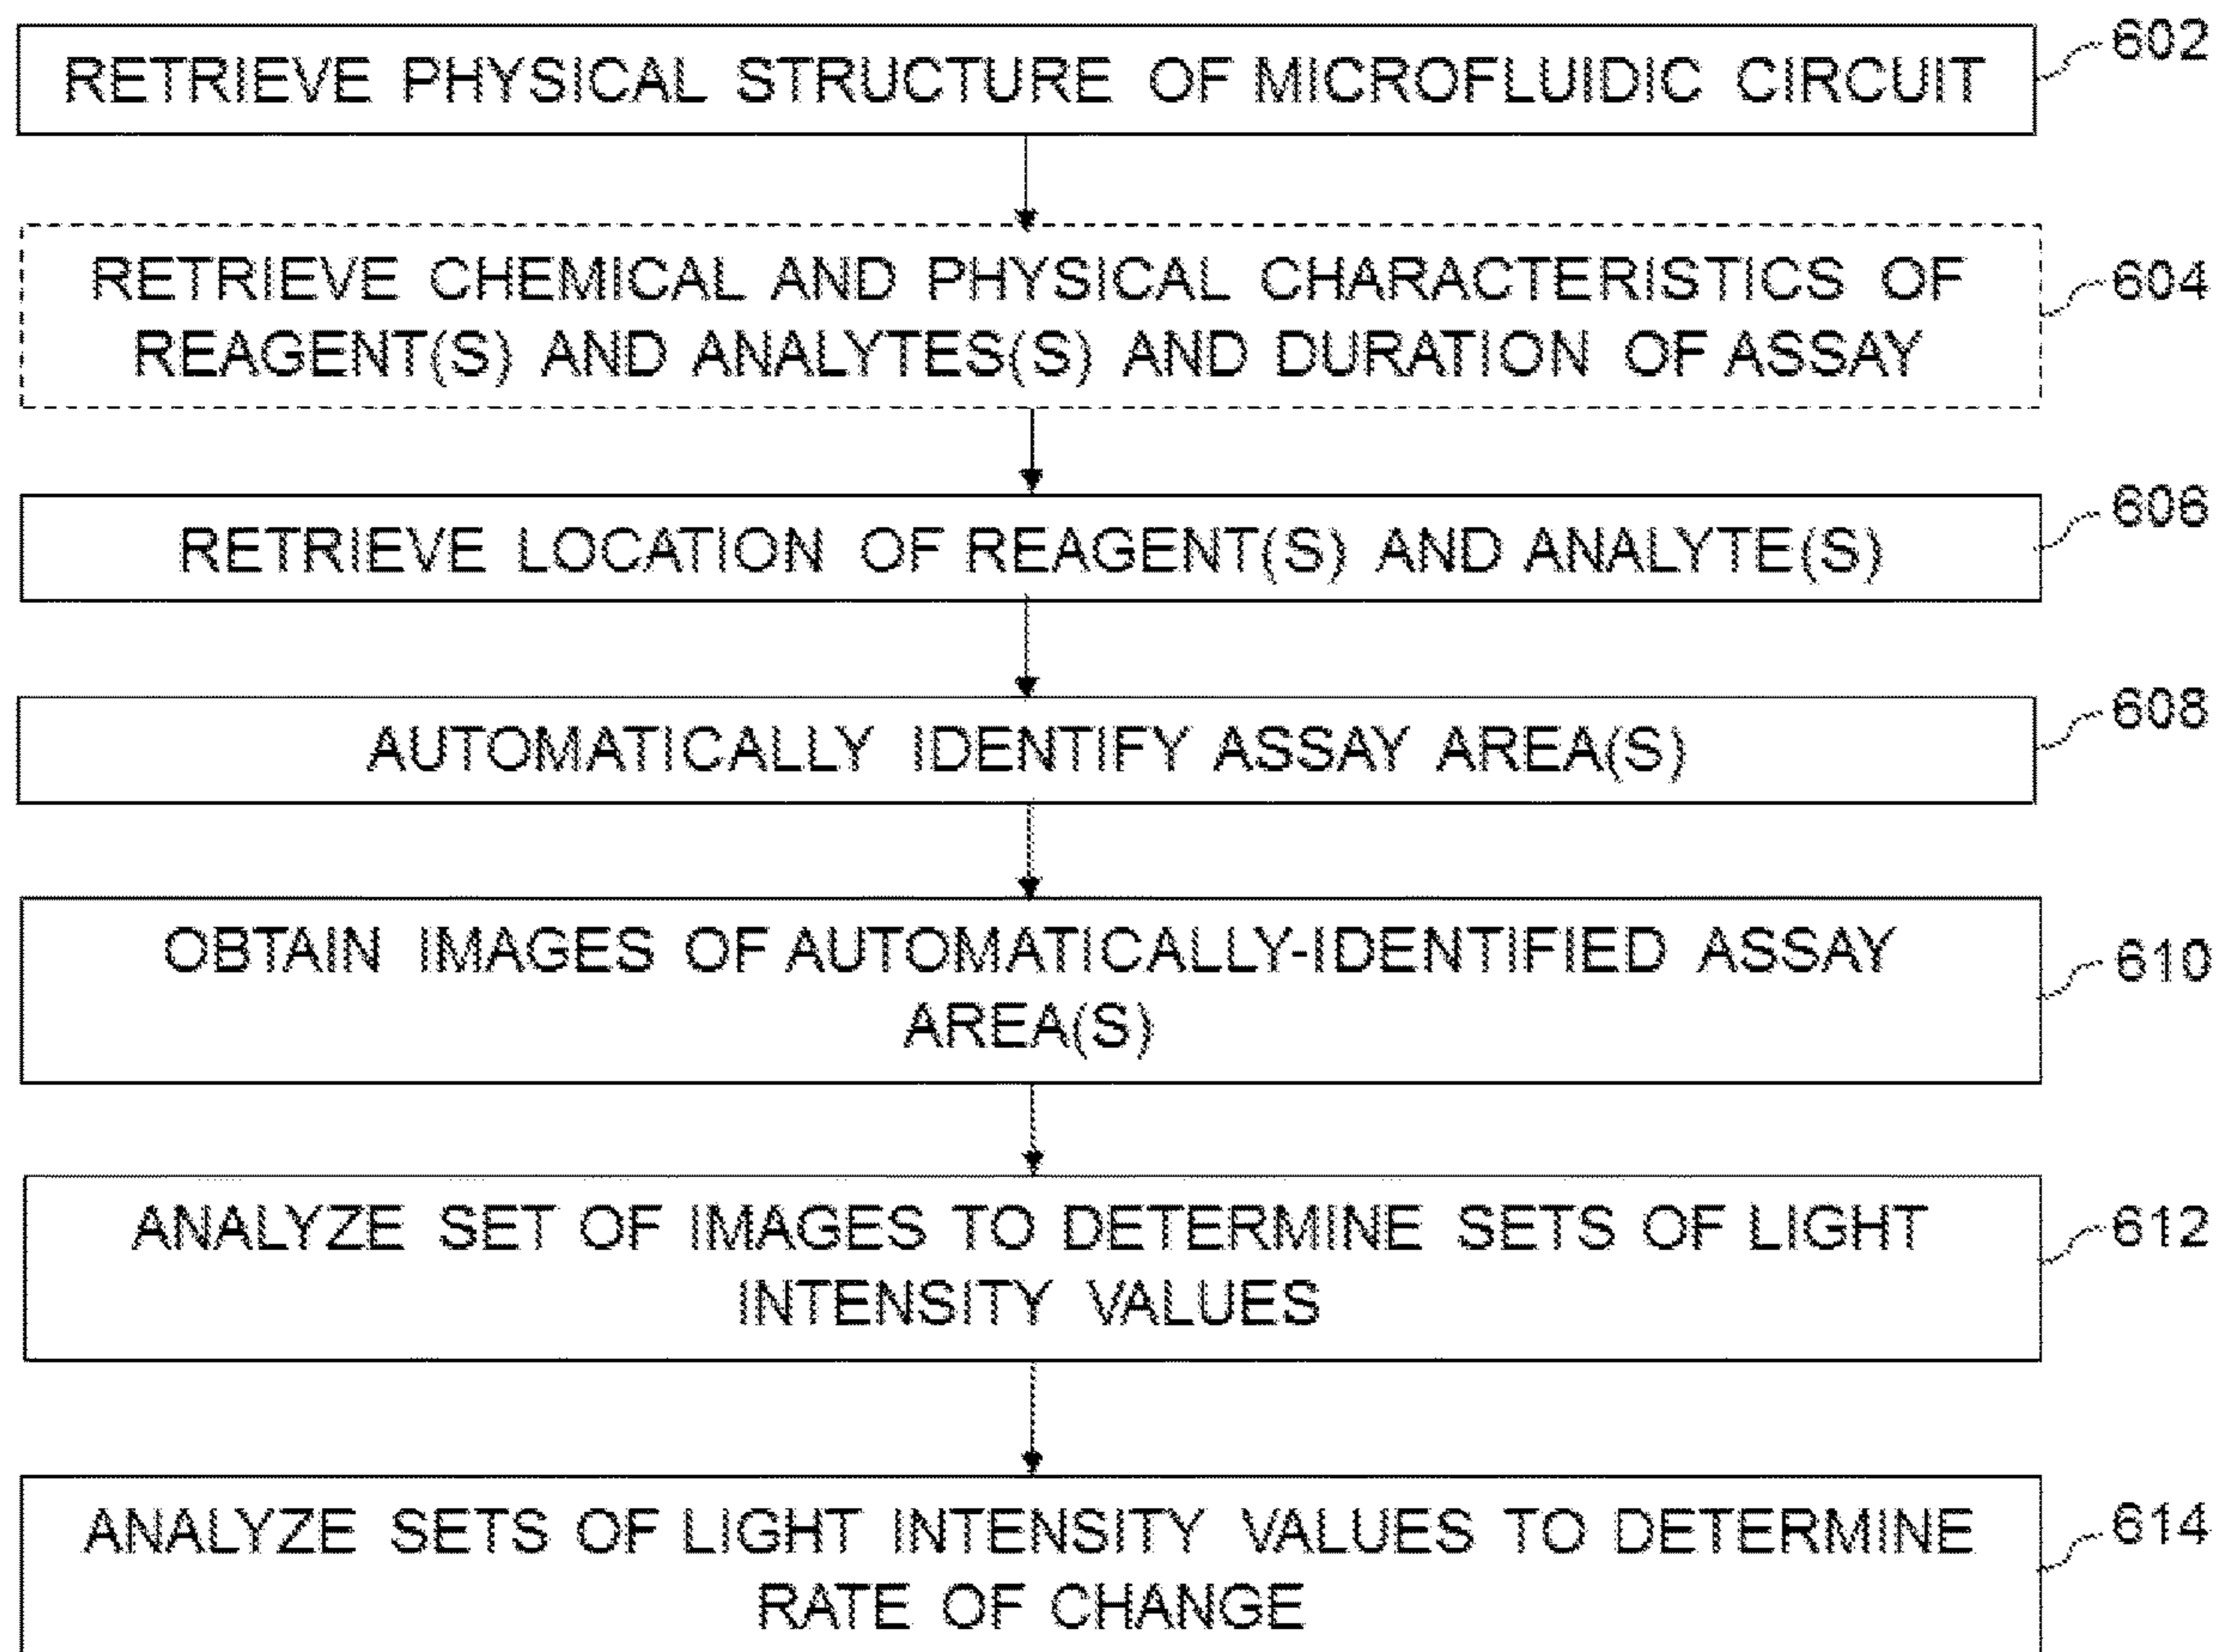 RETRIEVE PHYSICAL STRUCTURE OF MICROFLUIDIC CIRCUIT
602
RETRIEVE CHEMICAL AND PHYSICAL CHARACTERISTICS OF
REAGENT(S) AND ANALYTES(S) AND DURATION OF ASSAY
604
RETRIEVE LOCATION OF REAGENT(S) AND ANALYTE(S)
606
AUTOMATICALLY IDENTIFY ASSAY AREA(S)
608
OBTAIN IMAGES OF AUTOMATICALLY-IDENTIFIED ASSAY
AREA(S)
610
ANALYZE SET OF IMAGES TO DETERMINE SETS OF LIGHT
INTENSITY VALUES
612
ANALYZE SETS OF LIGHT INTENSITY VALUES TO DETERMINE
RATE OF CHANGE
614